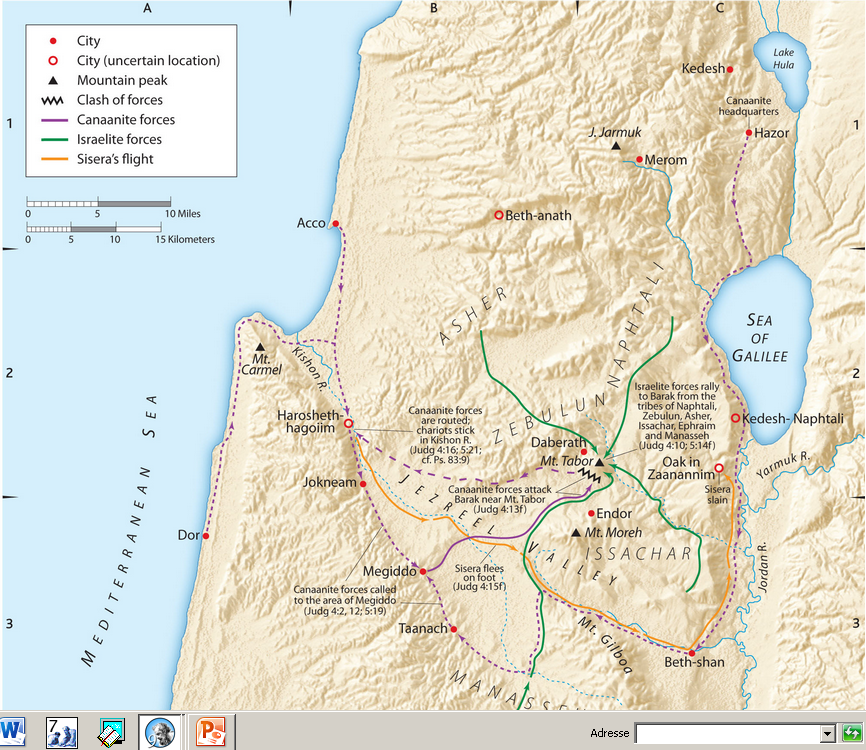 A
B
C
City
City (uncertain location)
Mountain peak
Clash of forces
Canaanite forces
Israelite forces
Sisera's flight
0
5
10 Miles
0
5
10
15 Kilometers
1
1
2
2
3
3
Lake
Hula
Kedesh
Canaanite
headquarters
Hazor
J. Jarmuk
Merom
Acco
Beth-anath
ASHER
NAPHTALI
ZEBULUN
SEA
OF
GALILEE
Mt.
Carmel
Kishon R.
MEDITERRANEAN SEA
Harosheth-
hagoiim
Canaanite forces
are routed;
chariots stick
in Kishon R.
(Judg 4:16; 5:21;
cf. Ps. 83:9)
Israelite forces rally
to Barak from the
tribes of Naphtali,
Zebulun, Asher,
Issachar, Ephraim
and Manasseh
(Judg 4:10; 5:14f)
Kedesh-Naphtali
Daberath
Mt. Tabor
Oak in
Zaanannim
Sisera
slain
Yarmuk R.
Jokneam
JEZREEL
VALLEY
Canaanite forces attack
Barak near Mt. Tabor
(Judg 4:13f)
Endor
Mt. Moreh
ISSACHAR
Dor
Jordan R.
Megiddo
Sisera flees
on foot
(Judg 4:15f)
Canaanite forces called
to the area of Megiddo
(Judg 4:2, 12; 5:19)
Taanach
Mt. Gilboa
Beth-shan
MANASSEH
W
7
P
Adresse